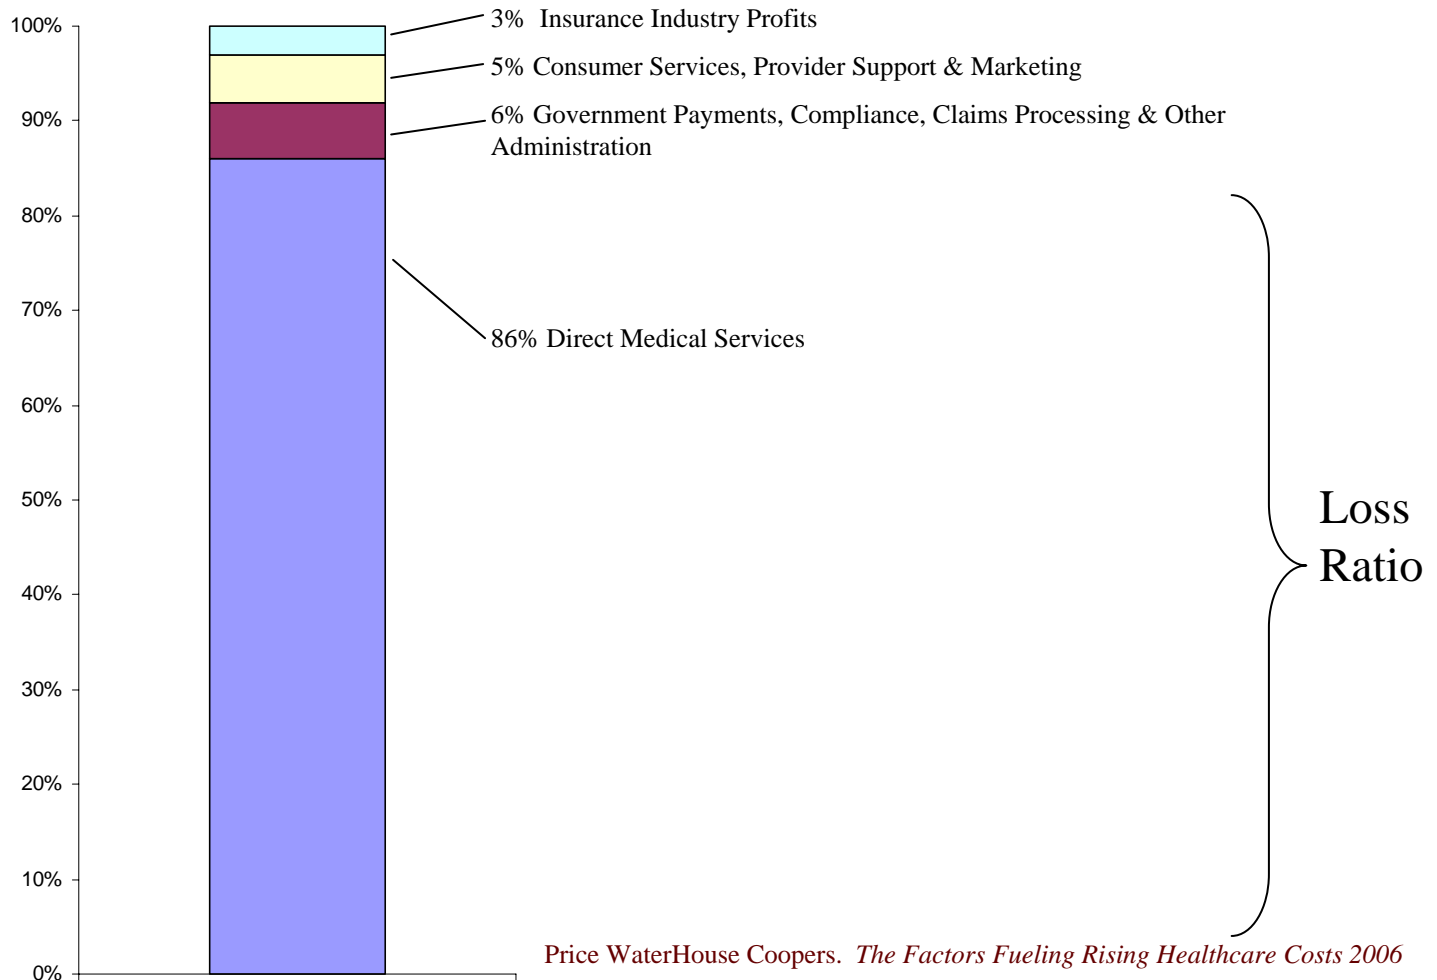 100%
90%
80%
70%
60%
50%
40%
30%
20%
10%
0%
3% Insurance Industry Profits
5% Consumer Services, Provider Support & Marketing
6% Government Payments, Compliance, Claims Processing & Other
Administration
86% Direct Medical Services
Loss
Ratio
Price WaterHouse Coopers. The Factors Fueling Rising Healthcare Costs 2006